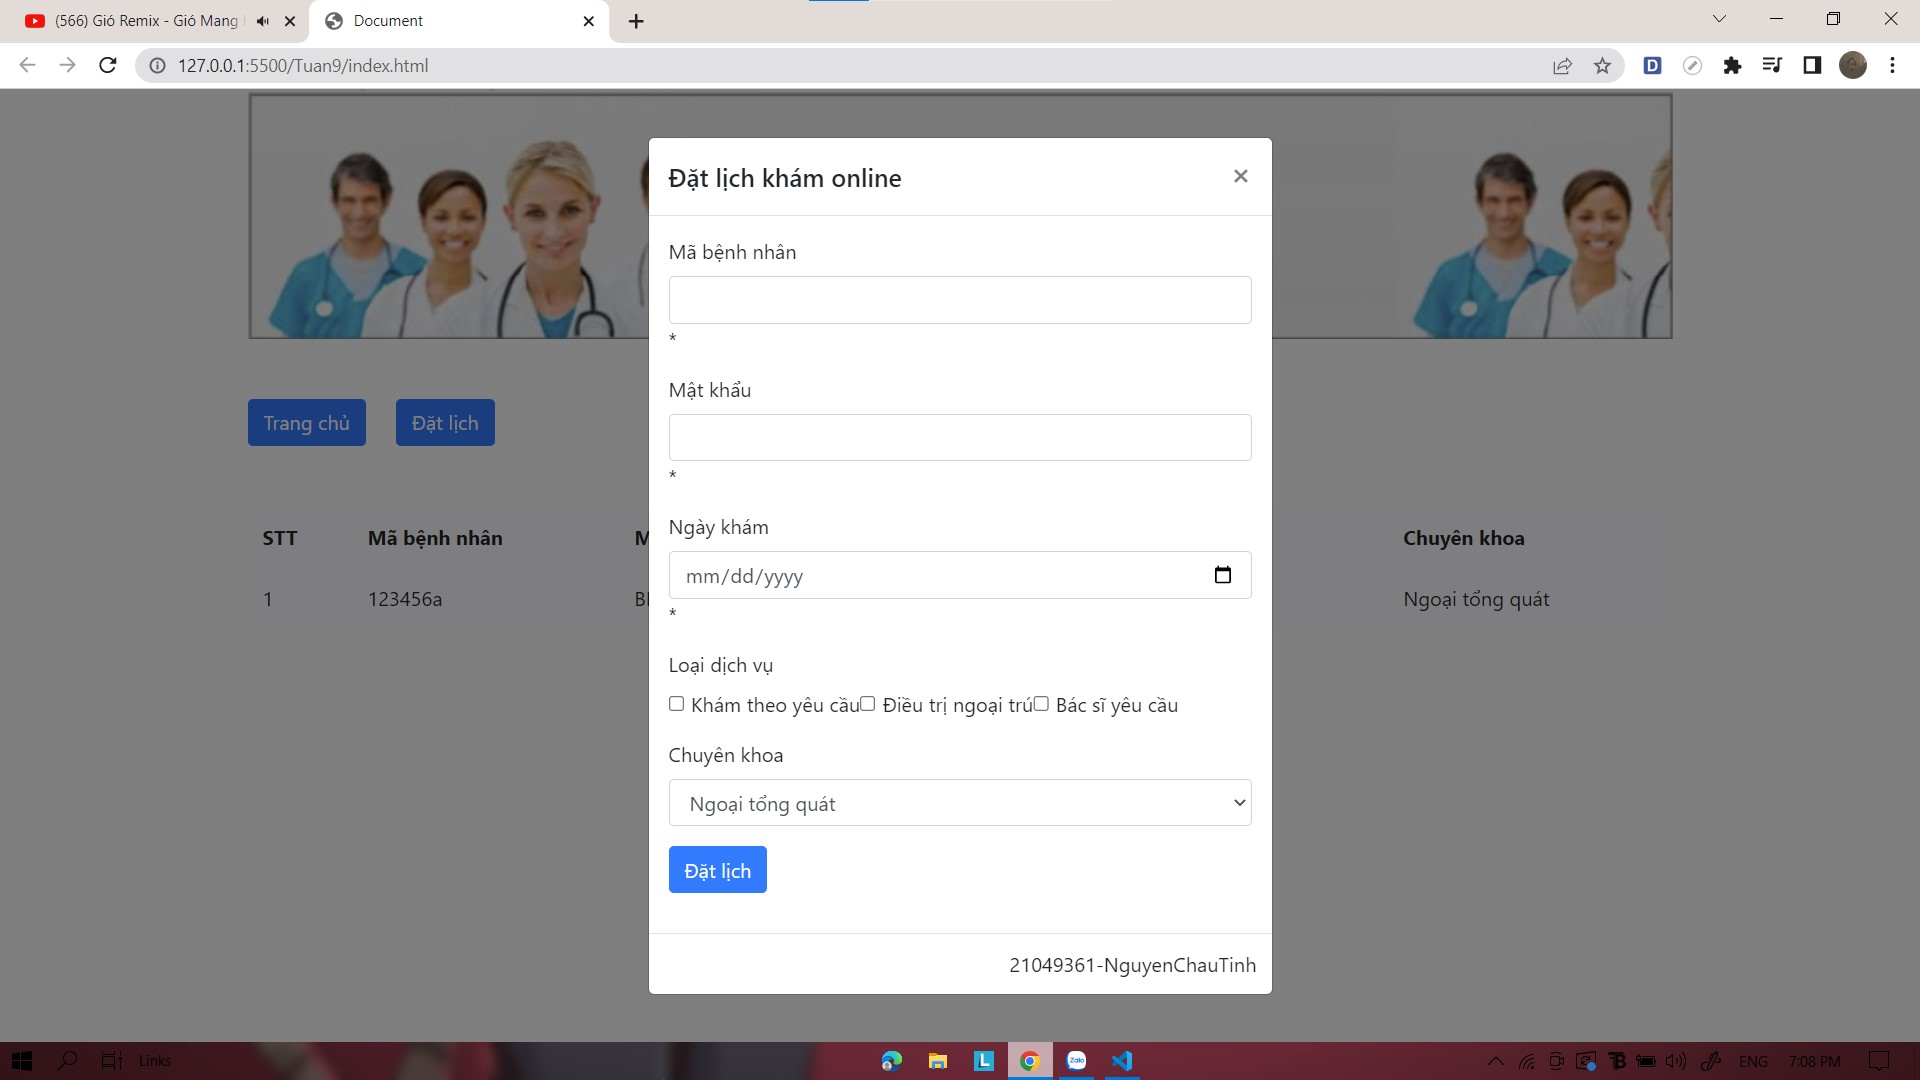 (566) Gió Remix - Gió Mang
Document
127.0.0.1:5500/Tuan9/index.html
Đặt lịch khám online
Mã bệnh nhân
*
Mật khẩu
*
Trang chủ Đặt lịch
Ngày khám
mm/dd/yyyy
*
STT Mã bệnh nhân M Chuyên khoa
1 123456a B Ngoại tổng quát
Loại dịch vụ
Khám theo yêu cầu Điều trị ngoại trú Bác sĩ yêu cầu
Chuyên khoa
Ngoại tổng quát
Đặt lịch
21049361-NguyenChauTinh
Links
Zalo
ENG 7:08 PM